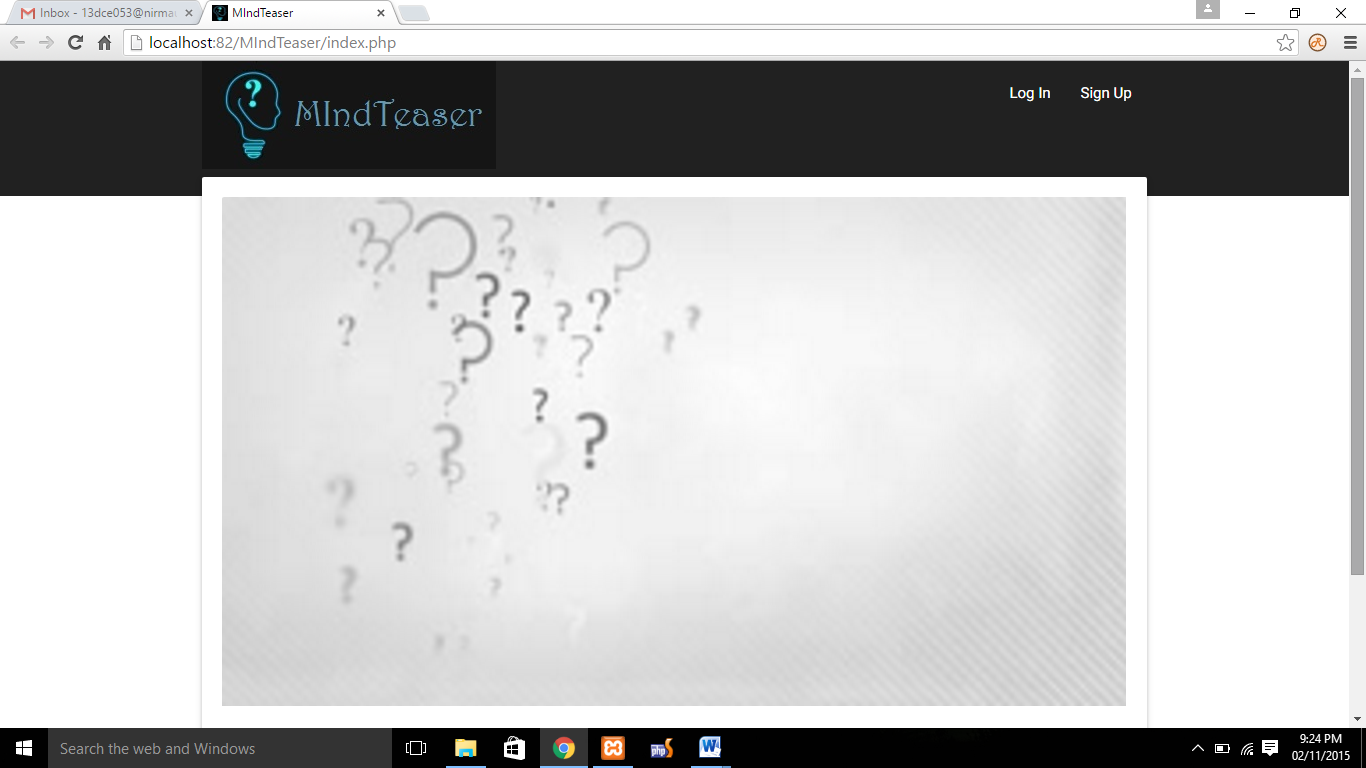 Inbox - 13dce053@nirma
MIndTeaser
localhost:82/MIndTeaser/index.php
MIndTeaser
Log In
Sign Up
Search the web and Windows
9:24 PM
02/11/2015